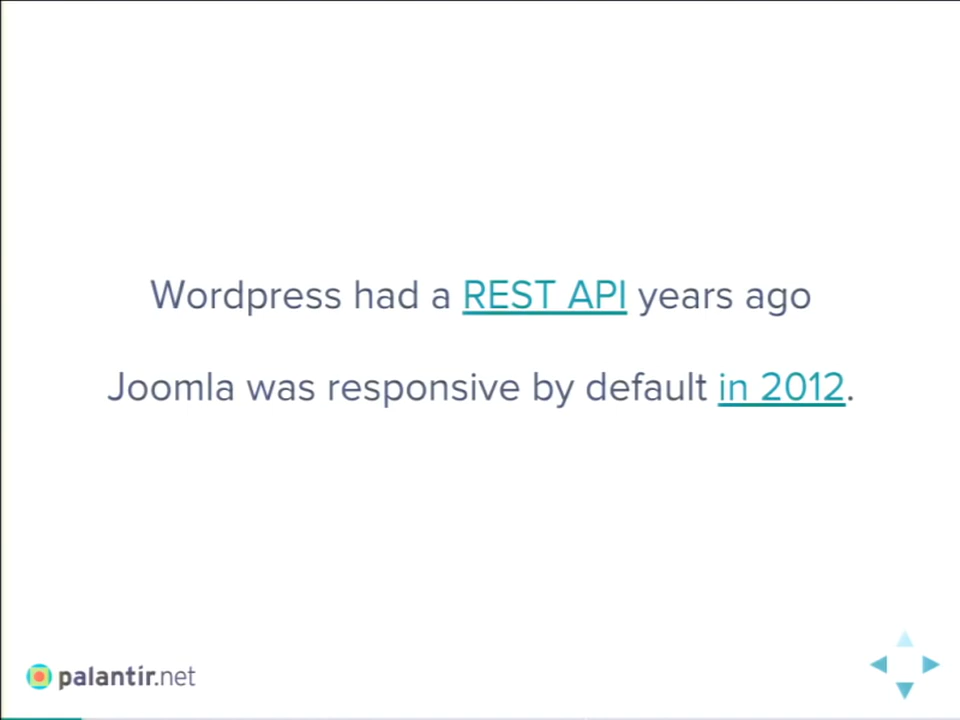 Wordpress had a REST API years ago
Joomla was responsive by default in 2012.
palantir.net